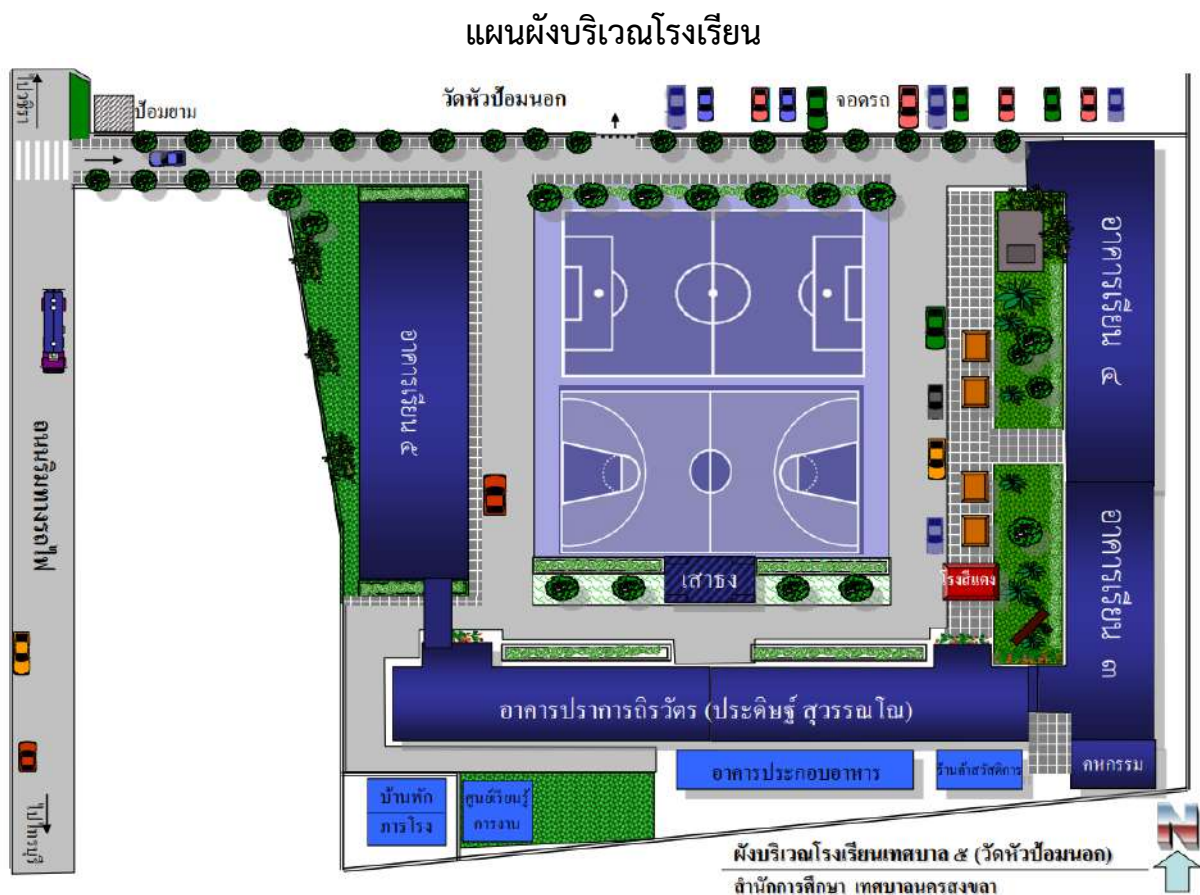 แผนผังบริเวณโรงเรียน
ไปวชิรา
ป้อมยาม
วัดหัวป้อมนอก
จอดรถ
อาคารเรียน ๕
อาคารเรียน ๔
ถนนริมทางรถไฟ
เสาธง
โรงสีแดง
อาคารเรียน ๓
อาคารปราการถิรวัตร (ประดิษฐ์ สุวรรณโณ)
อาคารประกอบอาหาร
ร้านค้าสวัสดิการ
คหกรรม
บ้านพัก
ภารโรง
ศูนย์เรียนรู้
การงาน
ไปไทรบุรี
N
ผังบริเวณโรงเรียนเทศบาล ๕ (วัดหัวป้อมนอก)
สำนักการศึกษา เทศบาลนครสงขลา